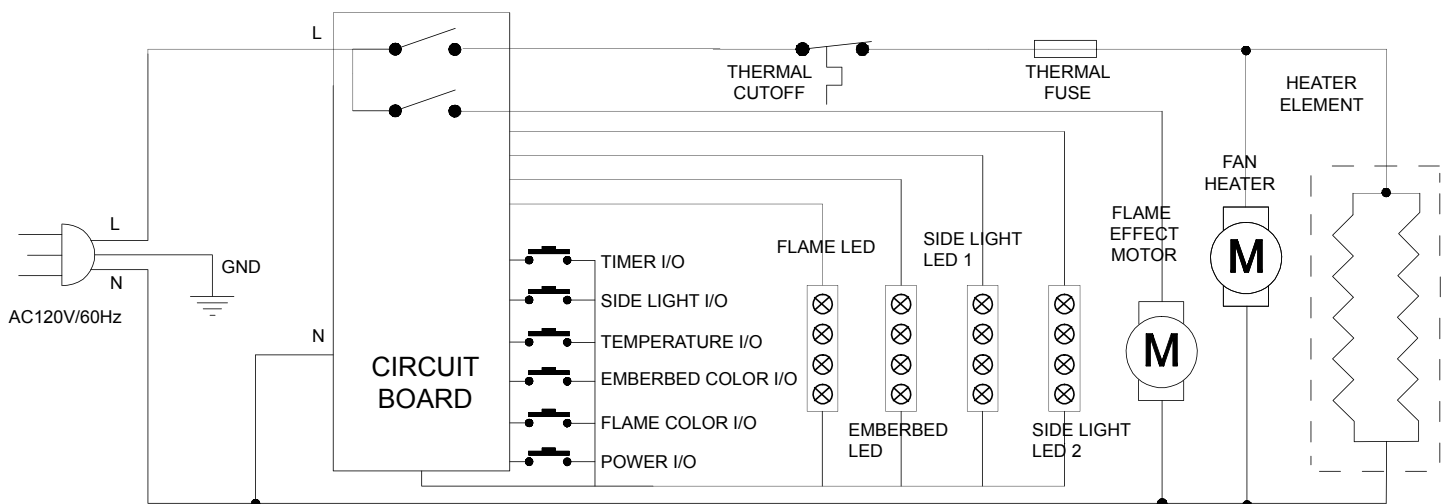 L
THERMAL
CUTOFF
THERMAL
FUSE
HEATER
ELEMENT
FAN
HEATER
M
FLAME
EFFECT
MOTOR
M
L
GND
N
AC120V/60Hz
N
CIRCUIT
BOARD
TIMER I/O
SIDE LIGHT I/O
TEMPERATURE I/O
EMBERBED COLOR I/O
FLAME COLOR I/O
POWER I/O
FLAME LED
SIDE LIGHT
LED 1
EMBERBED
LED
SIDE LIGHT
LED 2